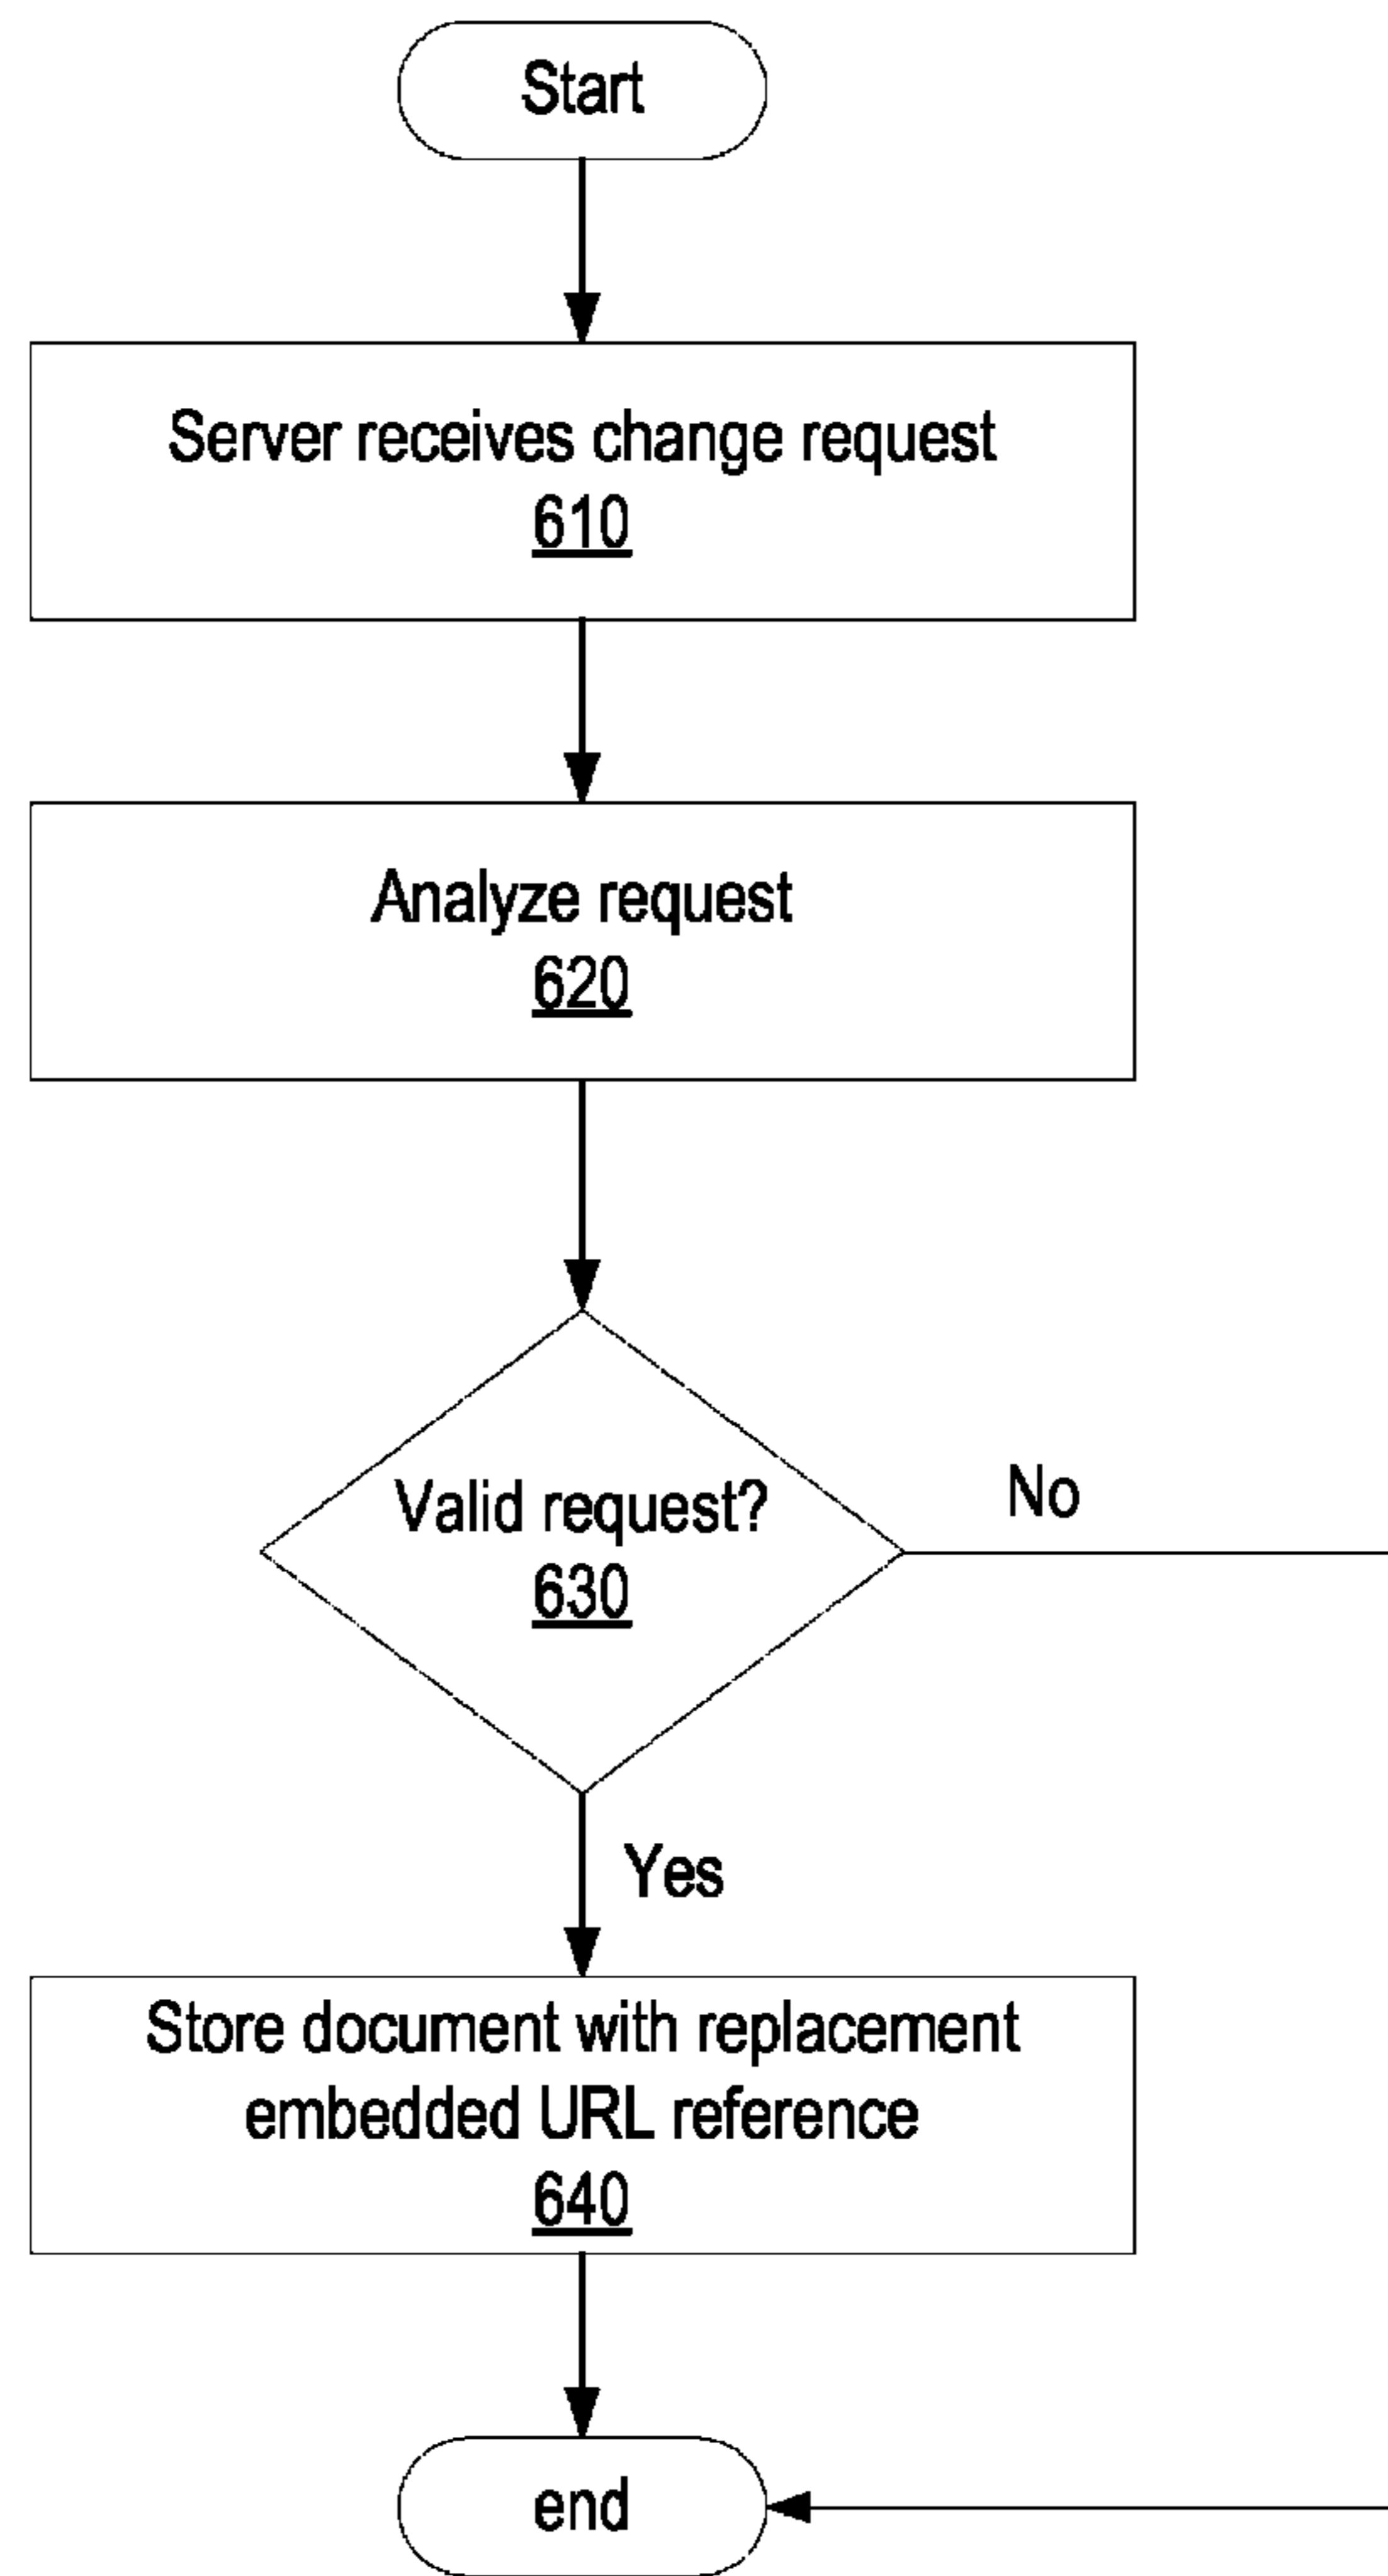 Start
Server receives change request
610
Analyze request
620
Valid request?
630
No
Yes
Store document with replacement
embedded URL reference
640
end